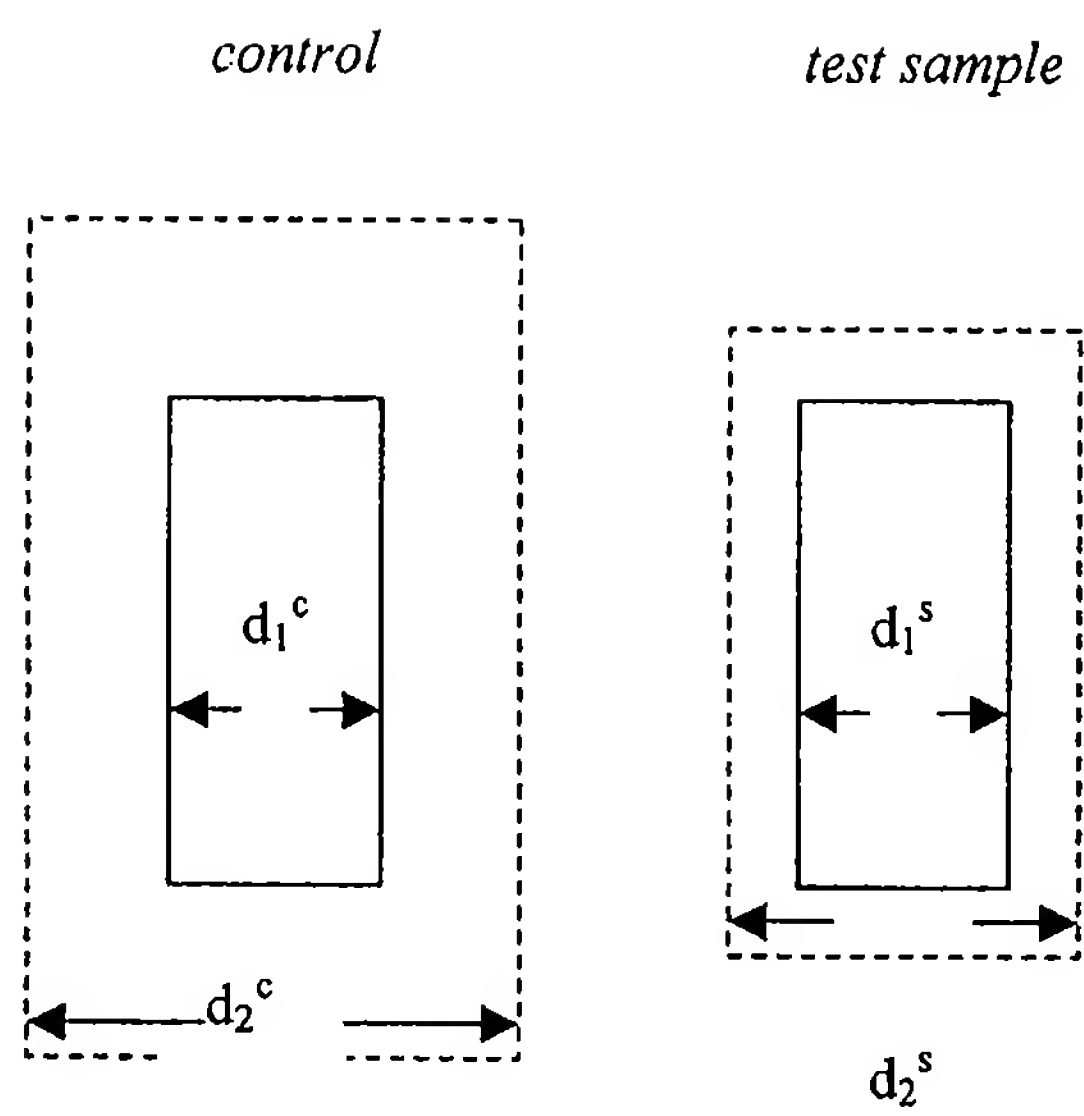 control
test sample
d₁ᶜ
d₁ˢ
d₂ᶜ
d₂ˢ